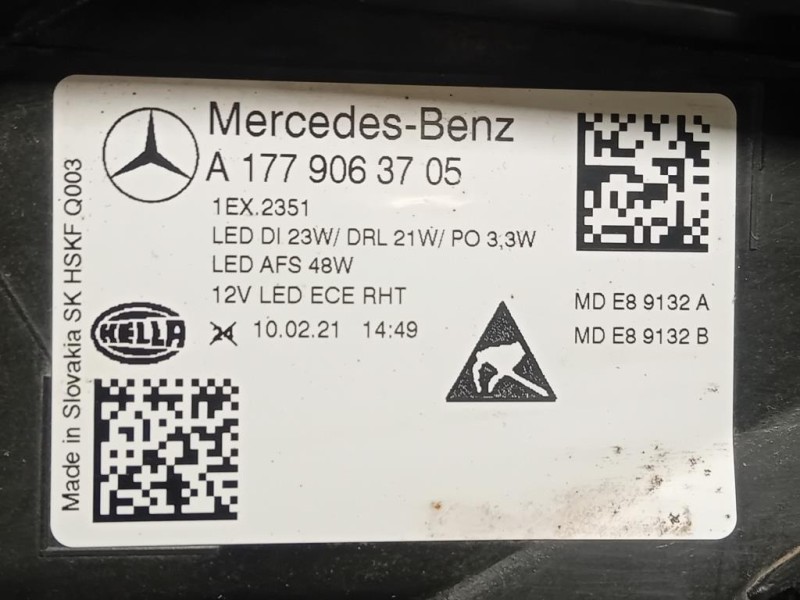 Mercedes-Benz
A 177 906 37 05
1EX.2351
LED DI 23W/ DRL 21W/ PO 3,3W
LED AFS 48W
12V LED ECE RHT
MD E8 9132 A
HELLA
24 10.02.21 14:49
MD E8 9132 B
Made in Slovakia SK HSKF Q003